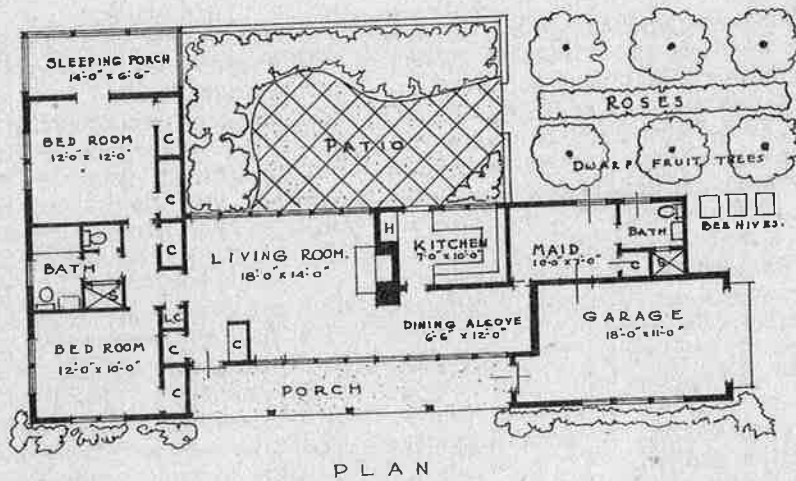 SLEEPING PORCH
14'-0" x 6'-6"
ROSES
BED ROOM
12'-0" x 12'-0"
C
PATIO
DWARF FRUIT TREES
C
BEE HIVES.
H
KITCHEN
7'-0" x 10'-0"
MAID
10'-0" x 7'-0"
BATH
C
S
LIVING ROOM.
18'-0" x 14'-0"
C
BATH
S
LC
DINING ALCOVE
6'-6" x 12'-0"
GARAGE
18'-0" x 11'-0"
BED ROOM
12'-0" x 10'-0"
C
C
C
PORCH
PLAN